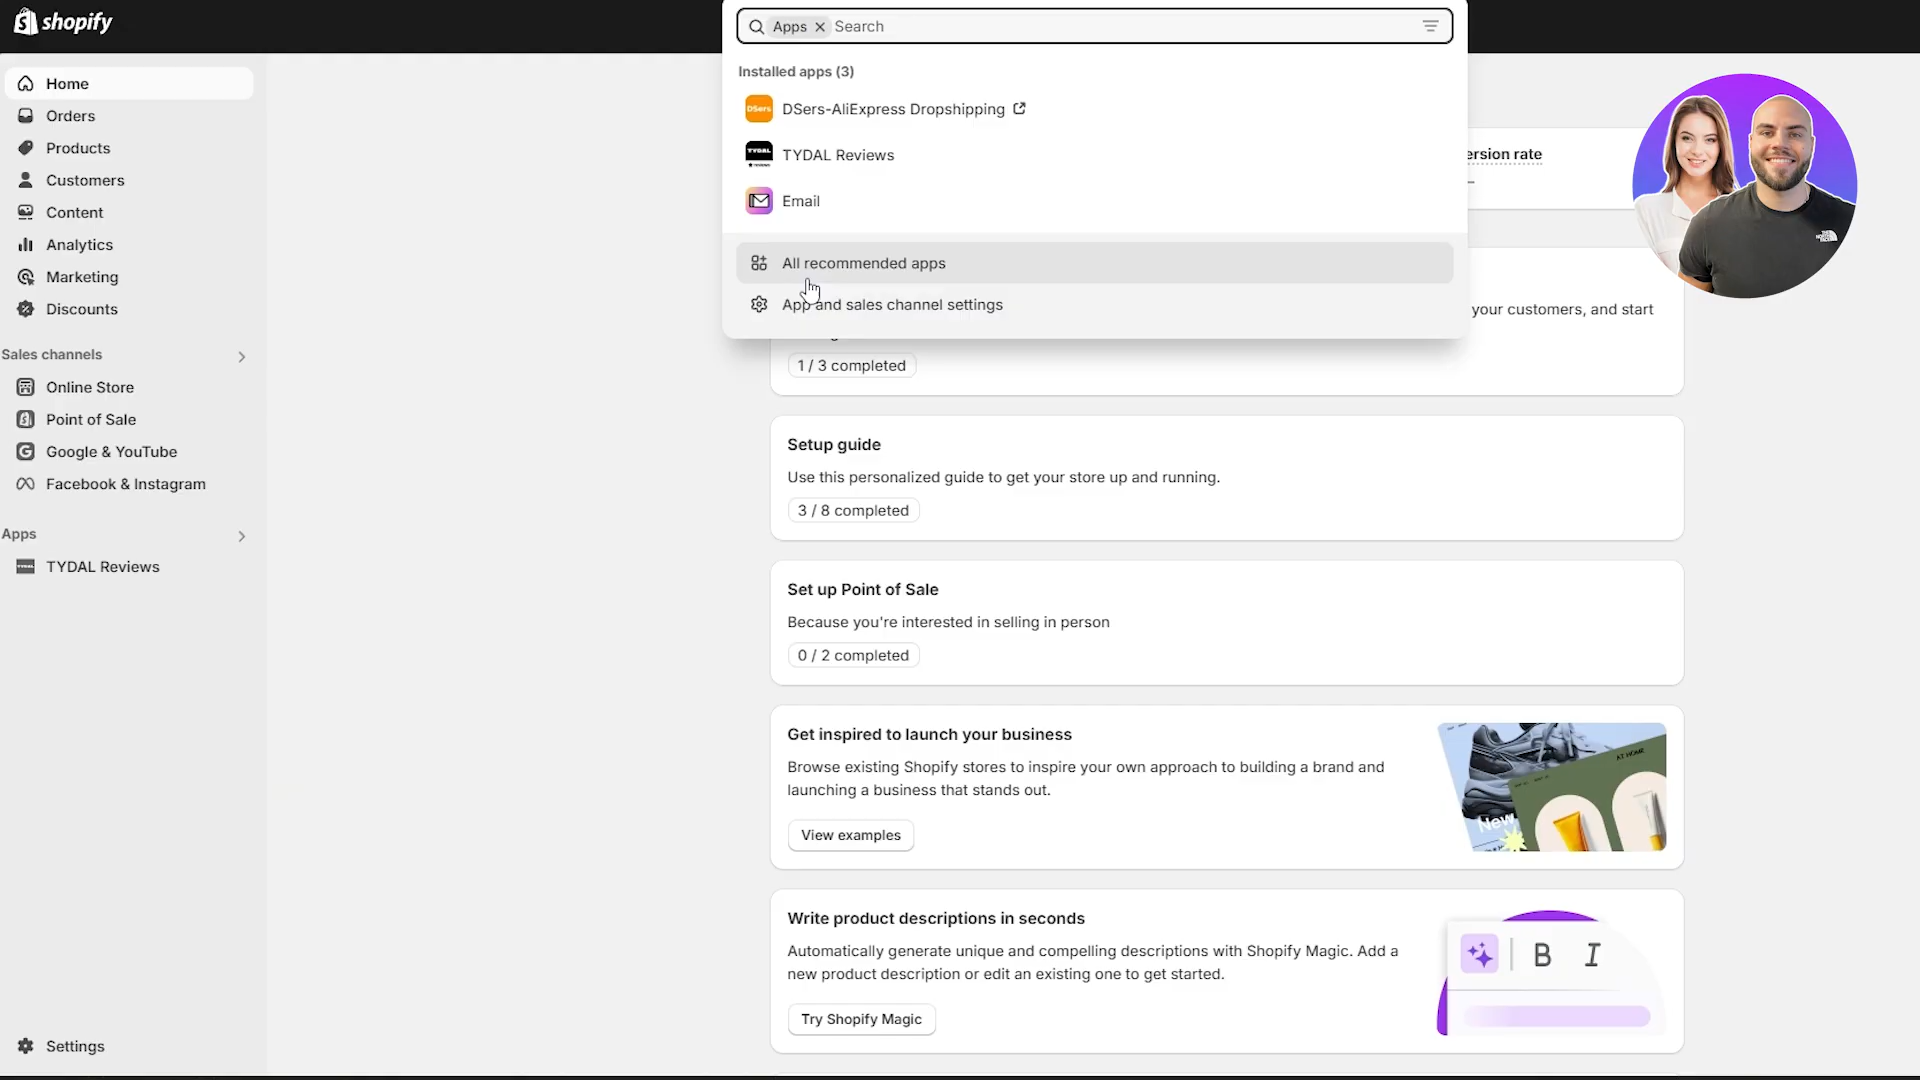 shopify
Apps
Search
Installed apps (3)
DSers
DSers-AliExpress Dropshipping
TYDAL
TYDAL Reviews
Email
All recommended apps
App and sales channel settings
Home
Orders
Products
Customers
Content
Analytics
Marketing
Discounts
Sales channels
Online Store
Point of Sale
Google & YouTube
Facebook & Instagram
Apps
TYDAL Reviews
Settings
ersion rate
your customers, and start
1 / 3 completed
Setup guide
Use this personalized guide to get your store up and running.
3 / 8 completed
Set up Point of Sale
Because you're interested in selling in person
0 / 2 completed
Get inspired to launch your business
Browse existing Shopify stores to inspire your own approach to building a brand and
launching a business that stands out.
View examples
New
Write product descriptions in seconds
Automatically generate unique and compelling descriptions with Shopify Magic. Add a
new product description or edit an existing one to get started.
Try Shopify Magic
B I